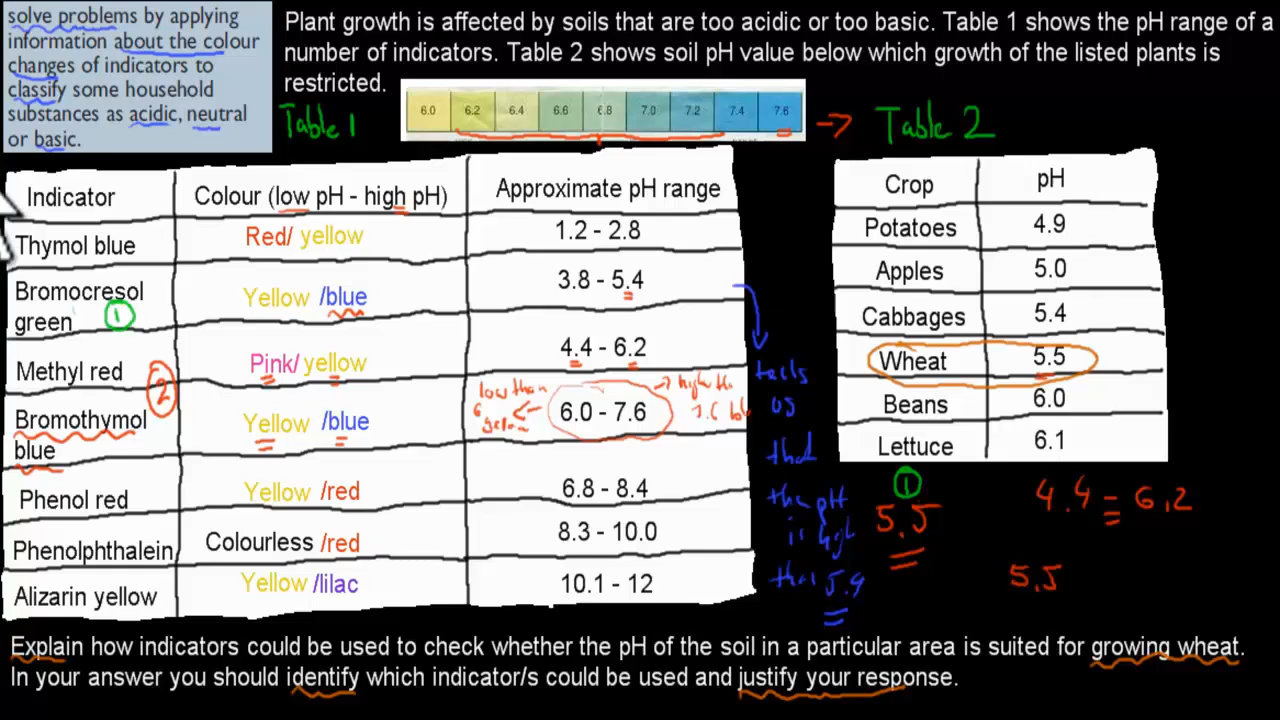 solve problems by applying
information about the colour
changes of indicators to
classify some household
substances as acidic, neutral
or basic.
Plant growth is affected by soils that are too acidic or too basic. Table 1 shows the pH range of a
number of indicators. Table 2 shows soil pH value below which growth of the listed plants is
restricted.
Table 1
6.0 6.2 6.4 6.6 6.8 7.0 7.2 7.4 7.6
Table 2
Indicator Colour (low pH - high pH) Approximate pH range
Thymol blue Red/ yellow 1.2 - 2.8
Bromocresol
green 1 Yellow /blue 3.8 - 5.4
Methyl red Pink/ yellow 4.4 - 6.2
2
Bromothymol
blue Yellow /blue 6.0 - 7.6
low than
6
yellow
Phenol red Yellow /red 6.8 - 8.4
Phenolphthalein Colourless /red 8.3 - 10.0
Alizarin yellow Yellow /lilac 10.1 - 12
tells
us
that
the pH
is high
than 5.4
Crop pH
Potatoes 4.9
Apples 5.0
Cabbages 5.4
Wheat 5.5
Beans 6.0
Lettuce 6.1
1
5.5
4.4 = 6.2
5.5
Explain how indicators could be used to check whether the pH of the soil in a particular area is suited for growing wheat.
In your answer you should identify which indicator/s could be used and justify your response.